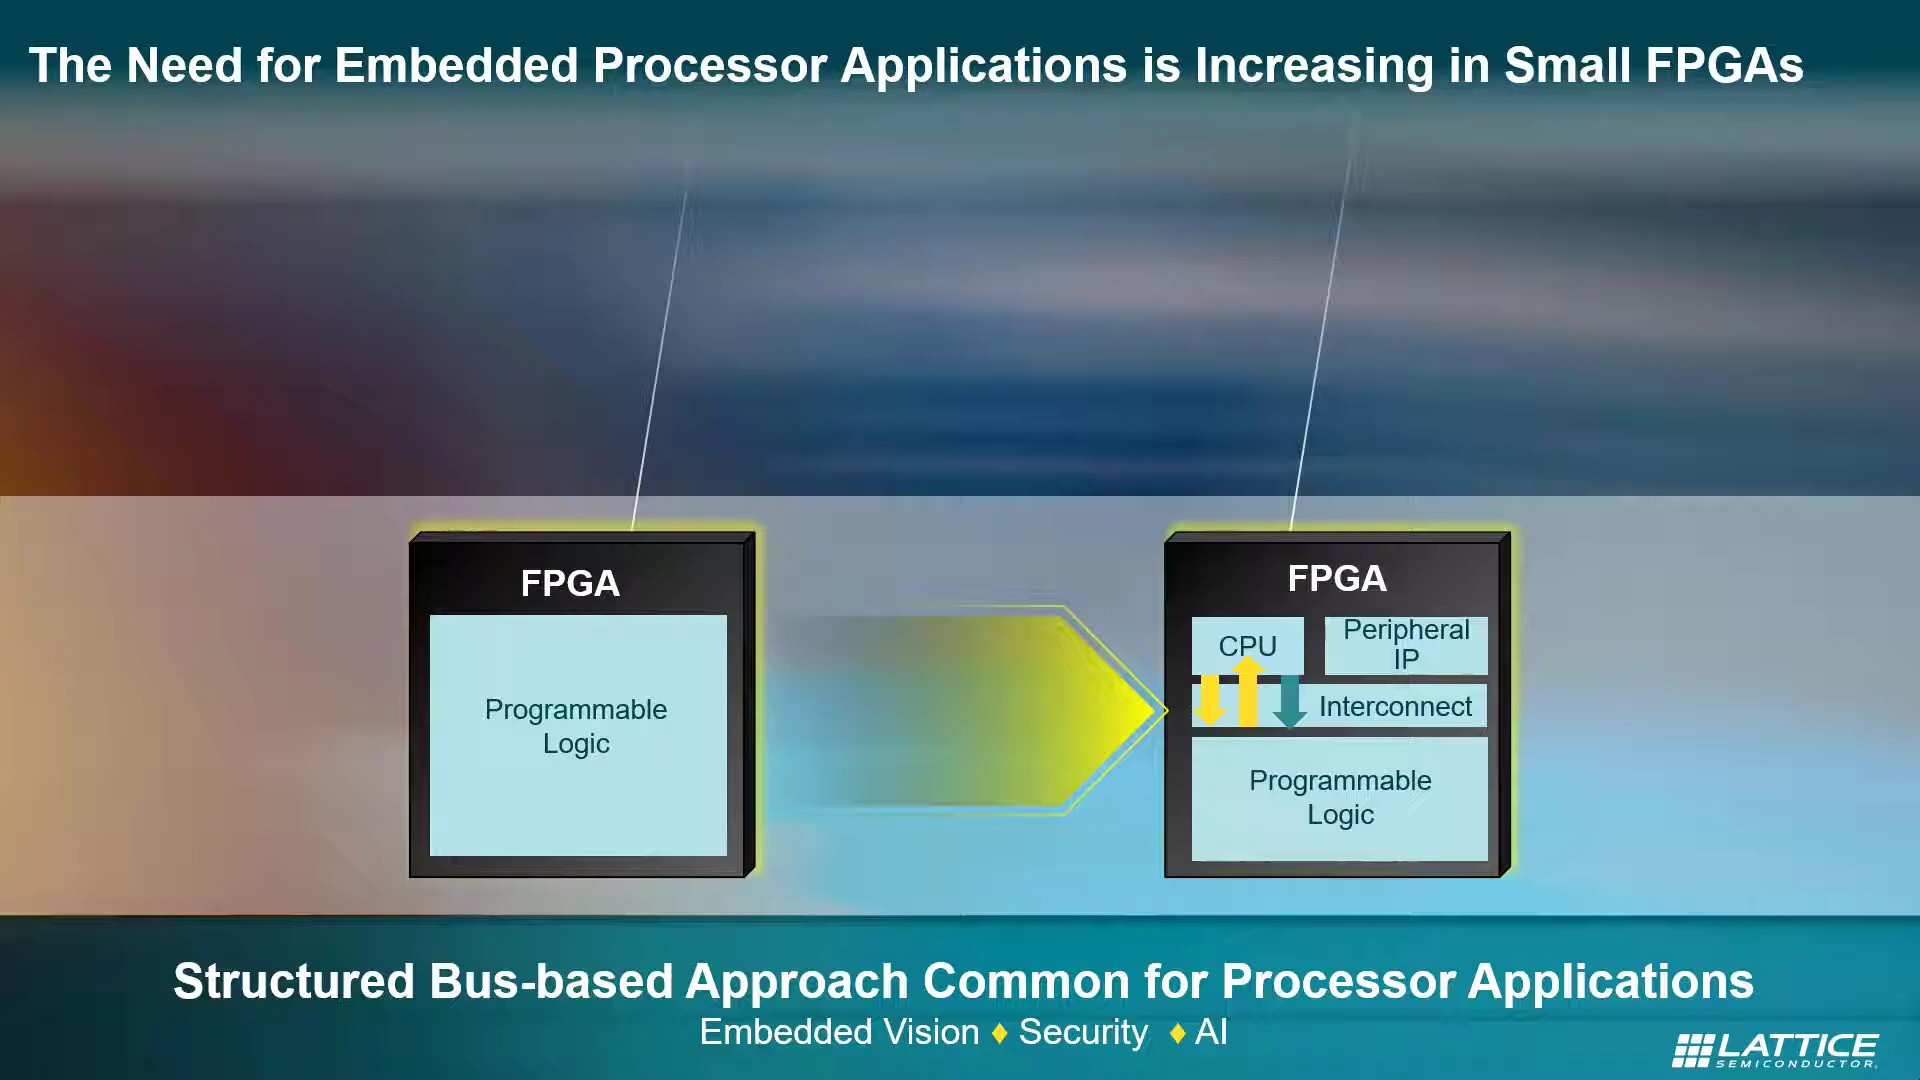 The Need for Embedded Processor Applications is Increasing in Small FPGAs
FPGA
Programmable
Logic
FPGA
CPU
Peripheral
IP
Interconnect
Programmable
Logic
Structured Bus-based Approach Common for Processor Applications
Embedded Vision ♦ Security ♦ AI
LATTICE
SEMICONDUCTOR